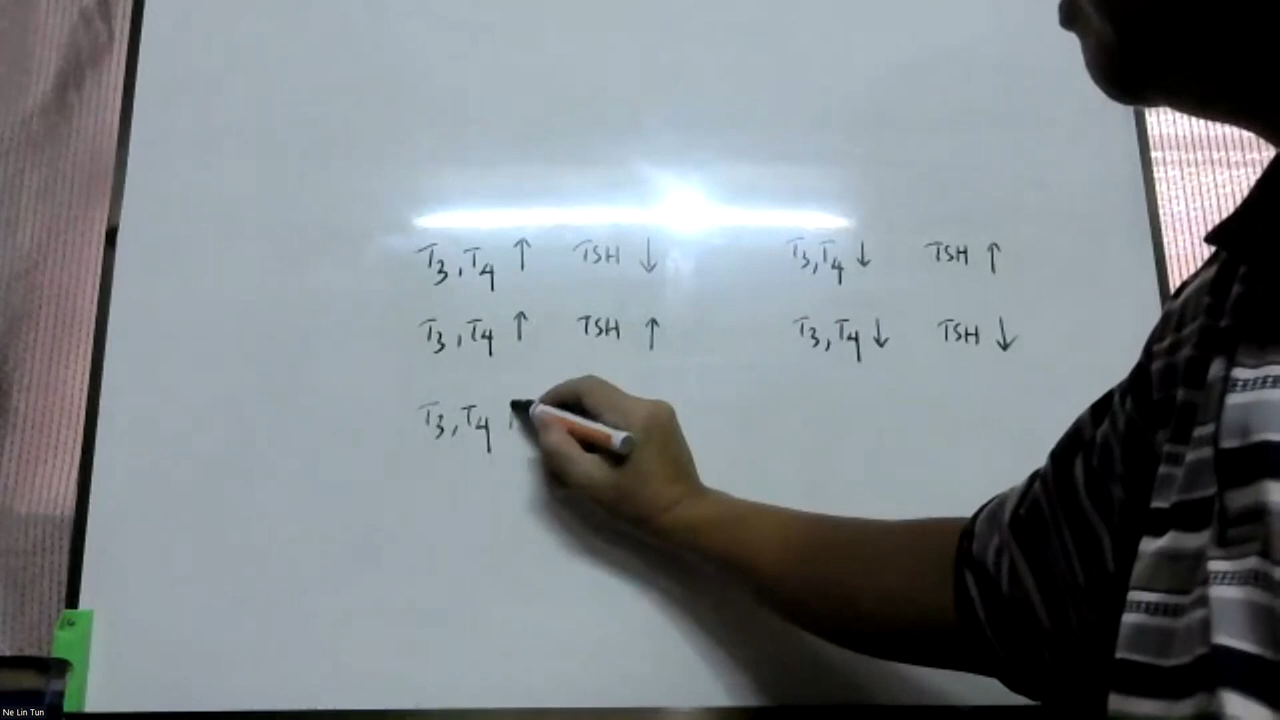 T3, T4 ↑ TSH ↓ T3, T4 ↓ TSH ↑
T3, T4 ↑ TSH ↑ T3, T4 ↓ TSH ↓
T3, T4
Ne Lin Tun